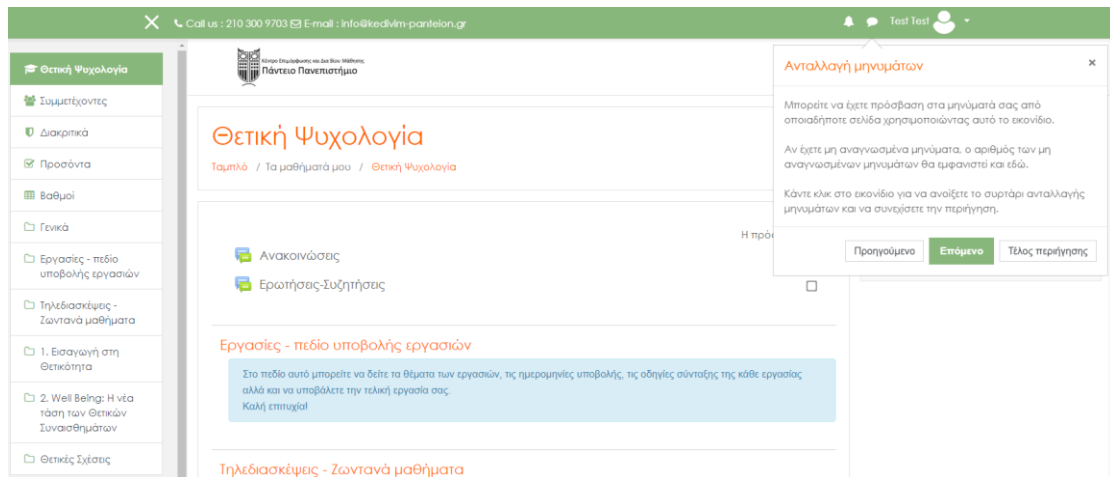 Call us : 210 300 9703 E-mail : info@kedivim-panteion.gr
Test Test
Θετική Ψυχολογία
Συμμετέχοντες
Διακριτικά
Προσόντα
Βαθμοί
Γενικά
Εργασίες - πεδίο
υποβολής εργασιών
Τηλεδιασκέψεις -
Ζωντανά μαθήματα
1. Εισαγωγή στη
Θετικότητα
2. Well Being: Η νέα
τάση των Θετικών
Συναισθημάτων
Θετικές Σχέσεις
Κέντρο Επιμόρφωσης και Δια Βίου Μάθησης
Πάντειο Πανεπιστήμιο
Θετική Ψυχολογία
Ταμπλό / Τα μαθήματά μου / Θετική Ψυχολογία
Η πρό
Ανακοινώσεις
Ερωτήσεις-Συζητήσεις
Εργασίες - πεδίο υποβολής εργασιών
Στο πεδίο αυτό μπορείτε να δείτε τα θέματα των εργασιών, τις ημερομηνίες υποβολής, τις οδηγίες σύνταξης της κάθε εργασίας
αλλά και να υποβάλετε την τελική εργασία σας.
Καλή επιτυχία!
Τηλεδιασκέψεις - Ζωντανά μαθήματα
Ανταλλαγή μηνυμάτων
Μπορείτε να έχετε πρόσβαση στα μηνύματά σας από
οποιαδήποτε σελίδα χρησιμοποιώντας αυτό το εικονίδιο.
Αν έχετε μη αναγνωσμένα μηνύματα, ο αριθμός των μη
αναγνωσμένων μηνυμάτων θα εμφανιστεί και εδώ.
Κάντε κλικ στο εικονίδιο για να ανοίξετε το συρτάρι ανταλλαγής
μηνυμάτων και να συνεχίσετε την περιήγηση.
Προηγούμενο Επόμενο Τέλος περιήγησης